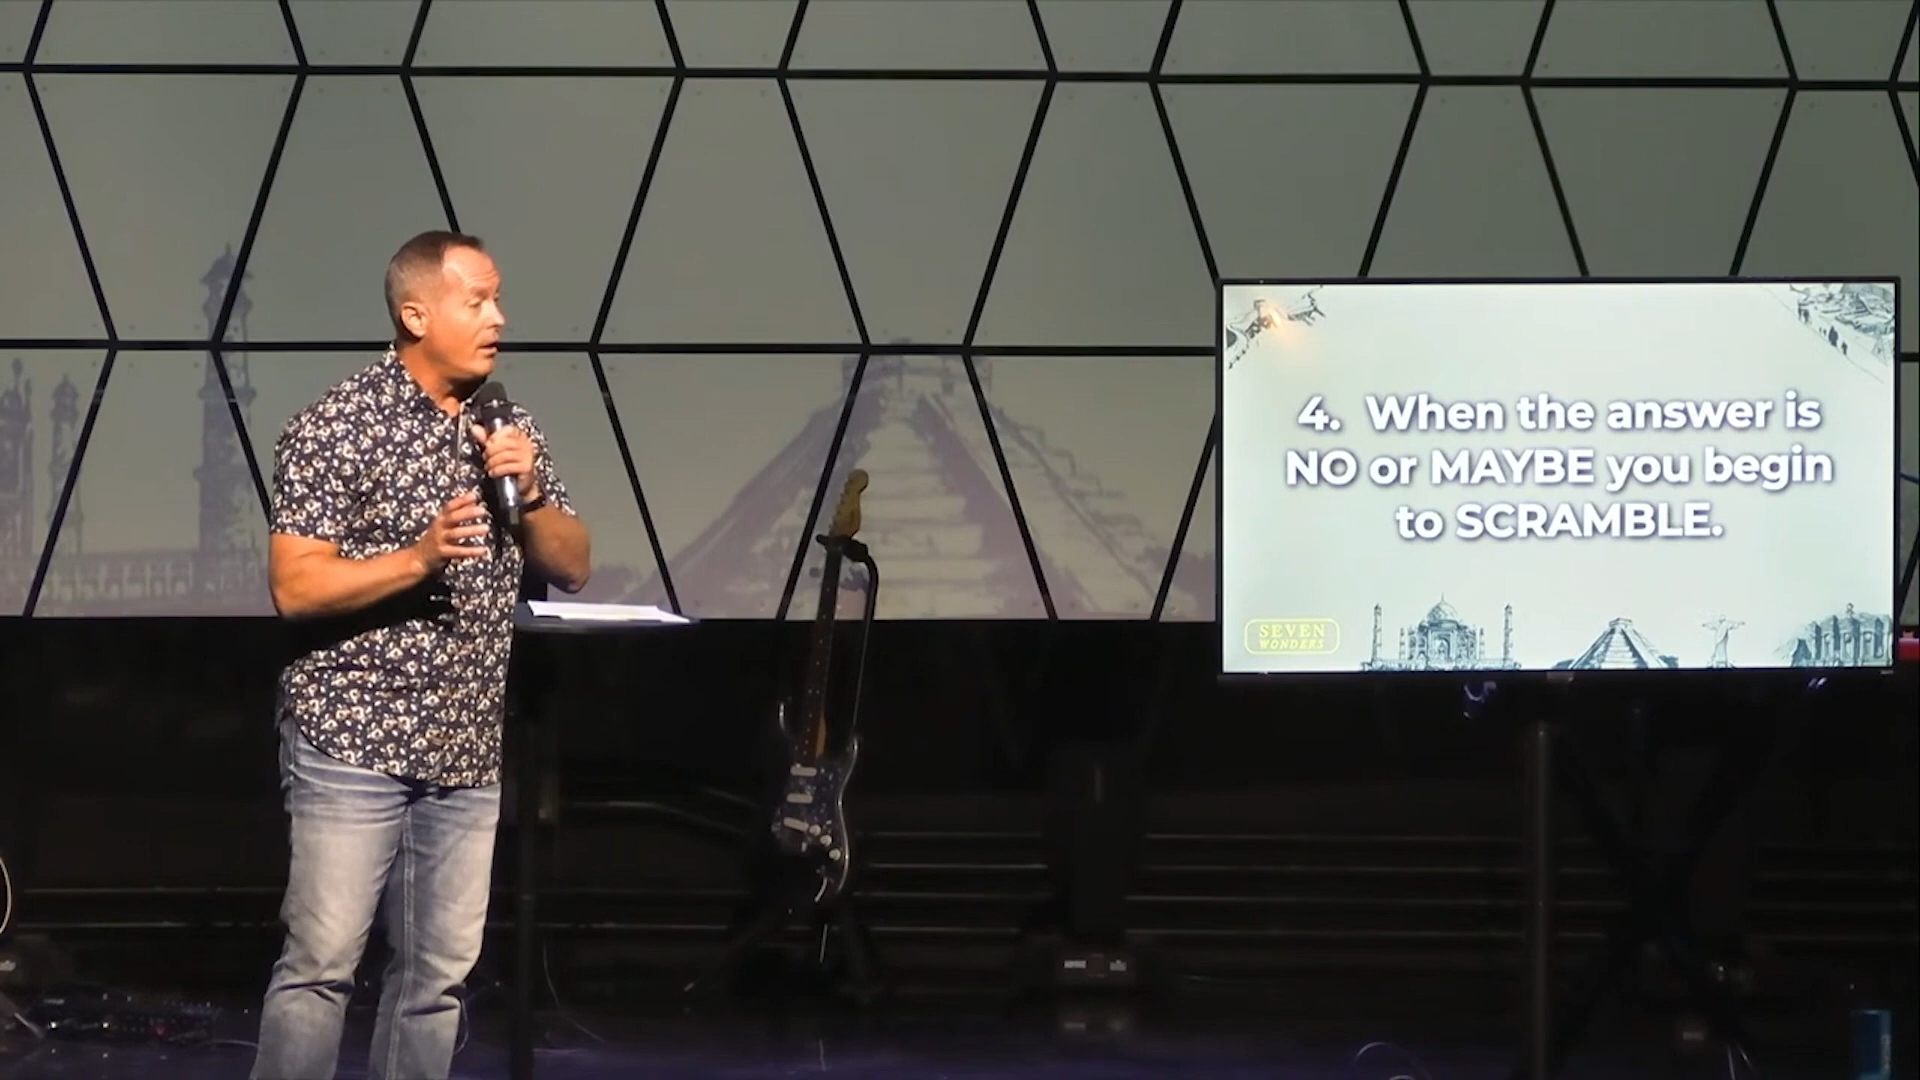 4. When the answer is
NO or MAYBE you begin
to SCRAMBLE.
SEVEN
WONDERS